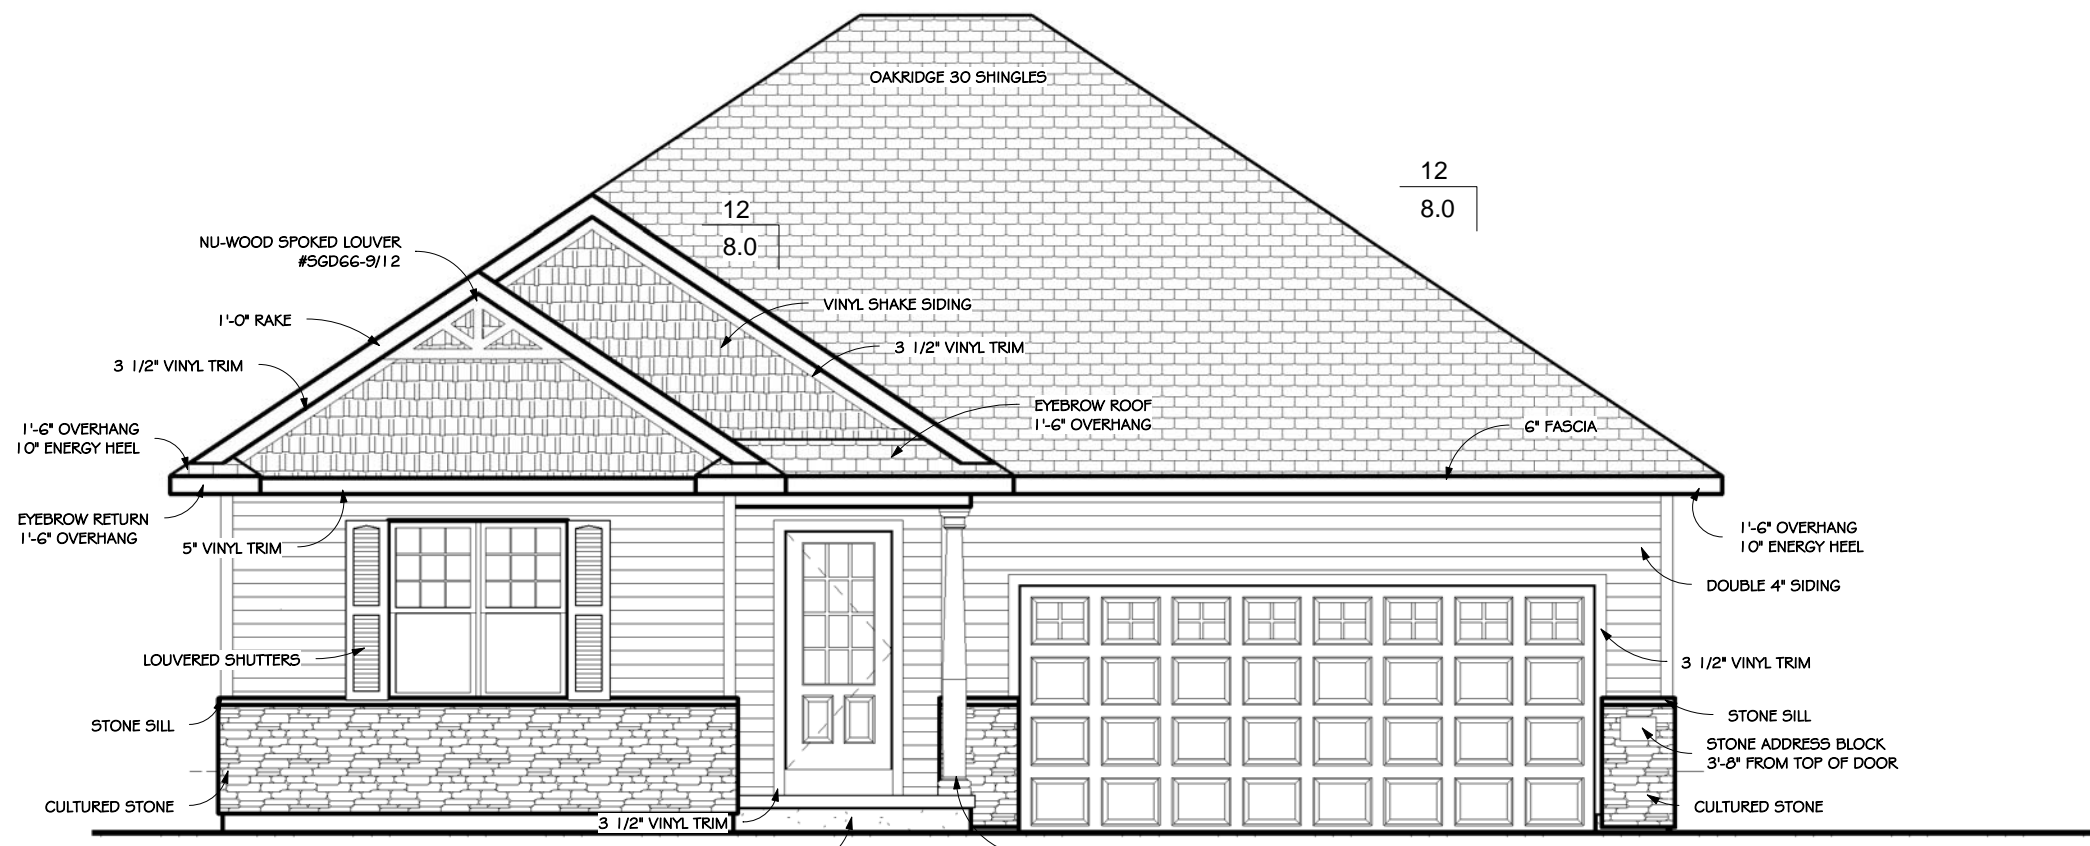 OAKRIDGE 30 SHINGLES
12
8.0
12
8.0
NU-WOOD SPOKED LOUVER
#SGD66-9/12
1'-0" RAKE
3 1/2" VINYL TRIM
1'-6" OVERHANG
10" ENERGY HEEL
EYEBROW RETURN
1'-6" OVERHANG
5" VINYL TRIM
LOUVERED SHUTTERS
STONE SILL
CULTURED STONE
3 1/2" VINYL TRIM
VINYL SHAKE SIDING
3 1/2" VINYL TRIM
EYEBROW ROOF
1'-6" OVERHANG
6" FASCIA
1'-6" OVERHANG
10" ENERGY HEEL
DOUBLE 4" SIDING
3 1/2" VINYL TRIM
STONE SILL
STONE ADDRESS BLOCK
3'-8" FROM TOP OF DOOR
CULTURED STONE